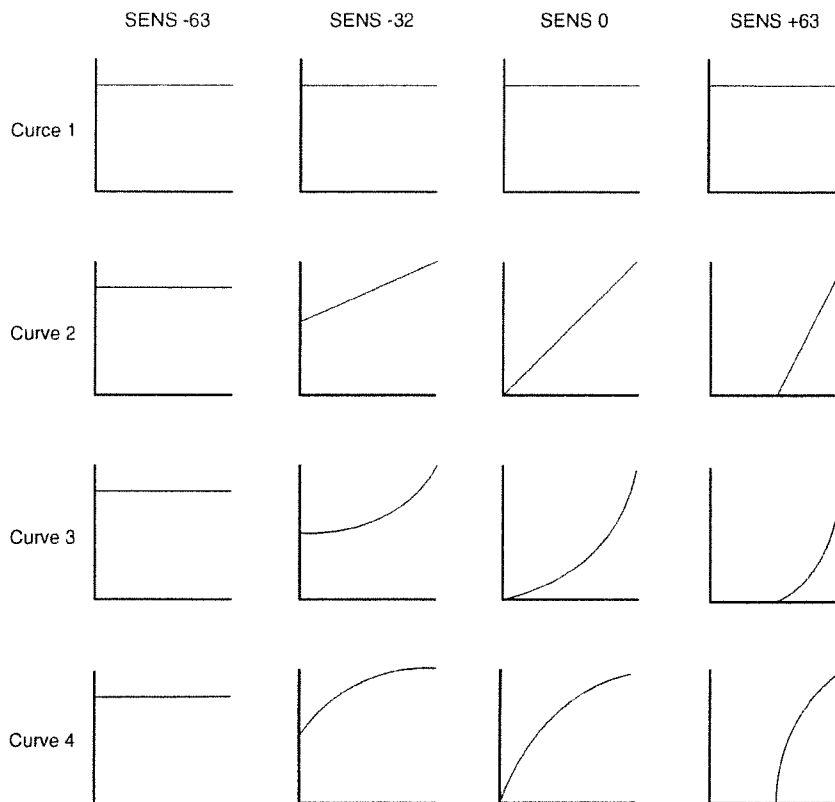 SENS -63 SENS -32 SENS 0 SENS +63
Curce 1
Curve 2
Curve 3
Curve 4